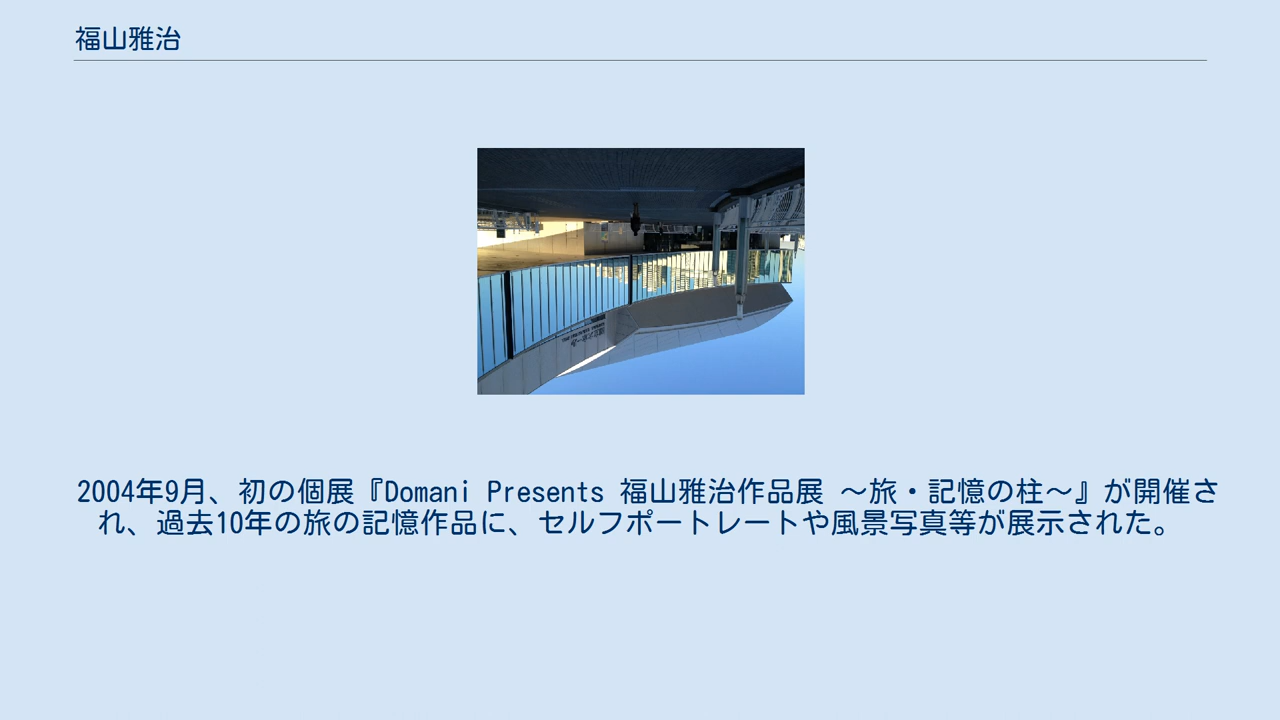 福山雅治
2004年9月、初の個展『Domani Presents 福山雅治作品展 〜旅・記憶の柱〜』が開催さ
れ、過去10年の旅の記憶作品に、セルフポートレートや風景写真等が展示された。